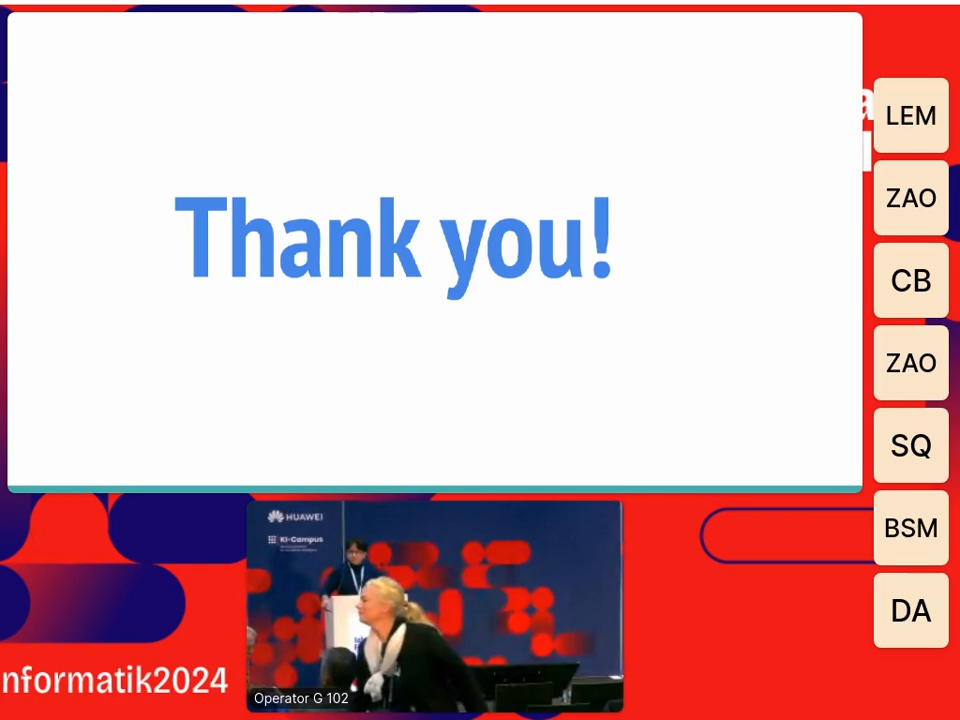 Thank you!
LEM
ZAO
CB
ZAO
SQ
BSM
DA
HUAWEI
KI-Campus
nformatik2024
Operator G 102